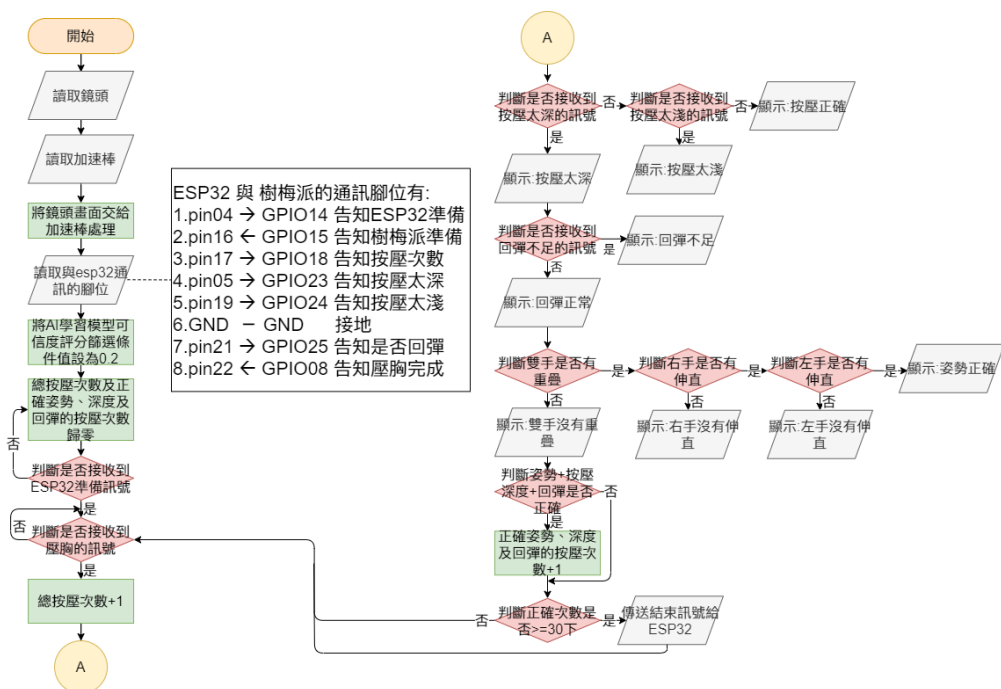 開始
讀取鏡頭
讀取加速棒
將鏡頭畫面交給
加速棒處理
讀取與esp32通
訊的腳位
將AI學習模型可
信度評分篩選條
件值設為0.2
總按壓次數及正
確姿勢、深度及
回彈的按壓次數
歸零
否
判斷是否接收到
ESP32準備訊號
是
否
判斷是否接收到
壓胸的訊號
是
總按壓次數+1
A
ESP32 與 樹梅派的通訊腳位有:
1.pin04 → GPIO14 告知ESP32準備
2.pin16 ← GPIO15 告知樹梅派準備
3.pin17 → GPIO18 告知按壓次數
4.pin05 → GPIO23 告知按壓太深
5.pin19 → GPIO24 告知按壓太淺
6.GND － GND 接地
7.pin21 → GPIO25 告知是否回彈
8.pin22 ← GPIO08 告知壓胸完成
A
判斷是否接收到
按壓太深的訊號
否
判斷是否接收到
按壓太淺的訊號
否
顯示:按壓正確
是
是
顯示:按壓太深
顯示:按壓太淺
判斷是否接收到
回彈不足的訊號
是
顯示:回彈不足
否
顯示:回彈正常
判斷雙手是否有
重疊
是
判斷右手是否有
伸直
是
判斷左手是否有
伸直
是
顯示:姿勢正確
否
否
否
顯示:雙手沒有重
疊
顯示:右手沒有伸
直
顯示:左手沒有伸
直
判斷姿勢+按壓
深度+回彈是否
正確
否
是
正確姿勢、深度
及回彈的按壓次
數+1
否
判斷正確次數是
否>=30下
是
傳送結束訊號給
ESP32